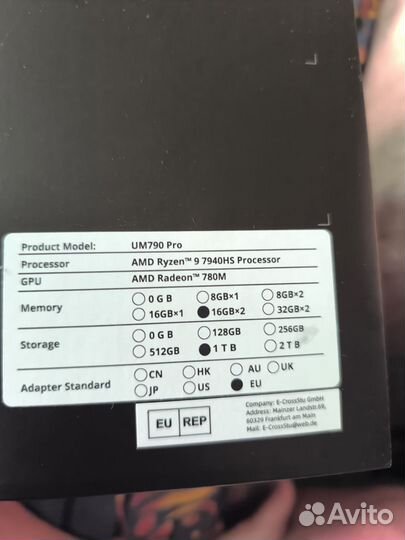 Product Model: UM790 Pro
Processor AMD Ryzen™ 9 7940HS Processor
GPU AMD Radeon™ 780M
Memory ○ 0 G B ○ 8GB×1 ○ 8GB×2
○ 16GB×1 ● 16GB×2 ○ 32GB×2
Storage ○ 0 G B ○ 128GB ○ 256GB
○ 512GB ● 1 T B ○ 2 T B
Adapter Standard ○ CN ○ HK ○ AU ○ UK
○ JP ○ US ● EU
EU REP
Company: E-CrossStu GmbH
Address: Mainzer Landstr.69,
60329 Frankfurt am Main
Mail: E-CrossStu@web.de
Avito